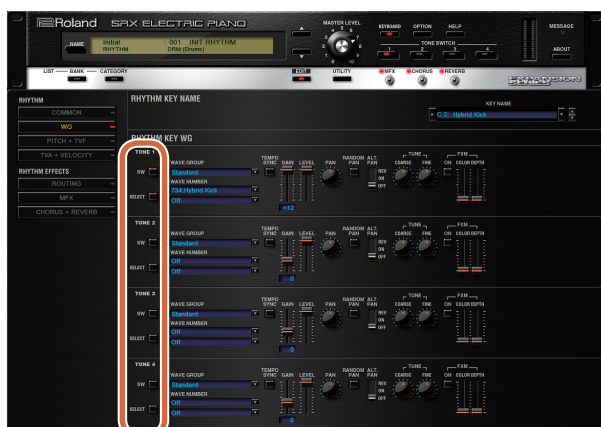 Roland SRX ELECTRIC PIANO
MASTER LEVEL
KEYBOARD OPTION HELP
MESSAGE
NAME
Initial : 001 INIT RHYTHM
RHYTHM DRM (Drums)
TONE SWITCH
1 2 3 4
ABOUT
LIST BANK CATEGORY
EDIT
UTILITY
MFX CHORUS REVERB
EXPANSION
SERIES
RHYTHM
COMMON
WG
PITCH + TVF
TVA + VELOCITY
RHYTHM EFFECTS
ROUTING
MFX
CHORUS + REVERB
RHYTHM KEY NAME
KEY NAME
C 2: Hybrid Kick
RHYTHM KEY WG
TONE 1
SW
SELECT
WAVE GROUP
Standard
WAVE NUMBER
734:Hybrid Kick
Off
TEMPO SYNC GAIN LEVEL PAN RANDOM PAN ALT. PAN
REV
ON
OFF
TUNE
COARSE FINE
FXM
ON COLOR DEPTH
+12
TONE 2
SW
SELECT
WAVE GROUP
Standard
WAVE NUMBER
Off
Off
TEMPO SYNC GAIN LEVEL PAN RANDOM PAN ALT. PAN
REV
ON
OFF
TUNE
COARSE FINE
FXM
ON COLOR DEPTH
0
TONE 3
SW
SELECT
WAVE GROUP
Standard
WAVE NUMBER
Off
Off
TEMPO SYNC GAIN LEVEL PAN RANDOM PAN ALT. PAN
REV
ON
OFF
TUNE
COARSE FINE
FXM
ON COLOR DEPTH
0
TONE 4
SW
SELECT
WAVE GROUP
Standard
WAVE NUMBER
Off
Off
TEMPO SYNC GAIN LEVEL PAN RANDOM PAN ALT. PAN
REV
ON
OFF
TUNE
COARSE FINE
FXM
ON COLOR DEPTH
0